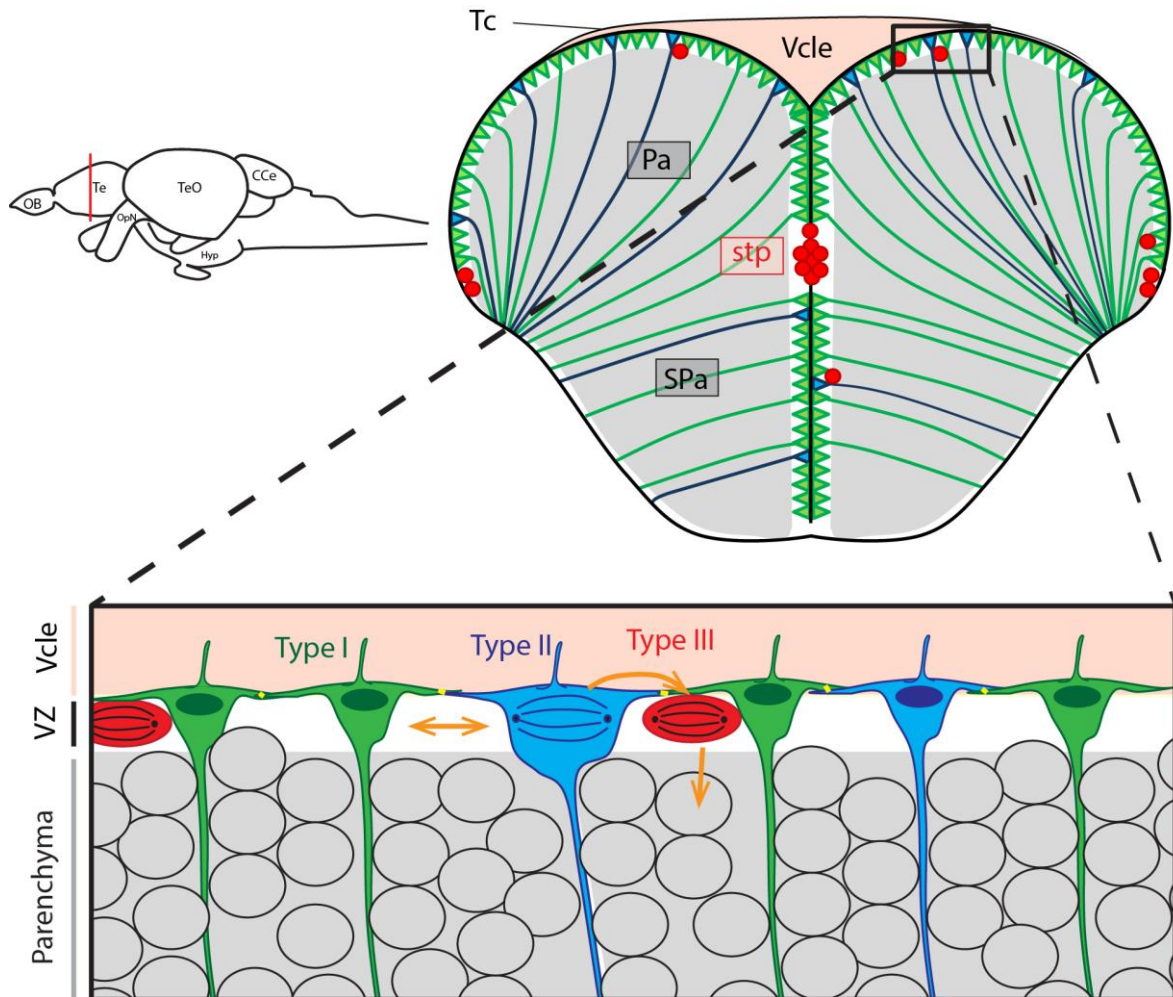 Tc
Vcle
Pa
stp
SPa
OB
Te
TeO
CCe
OpN
Hyp
Vcle
VZ
Parenchyma
Type I
Type II
Type III